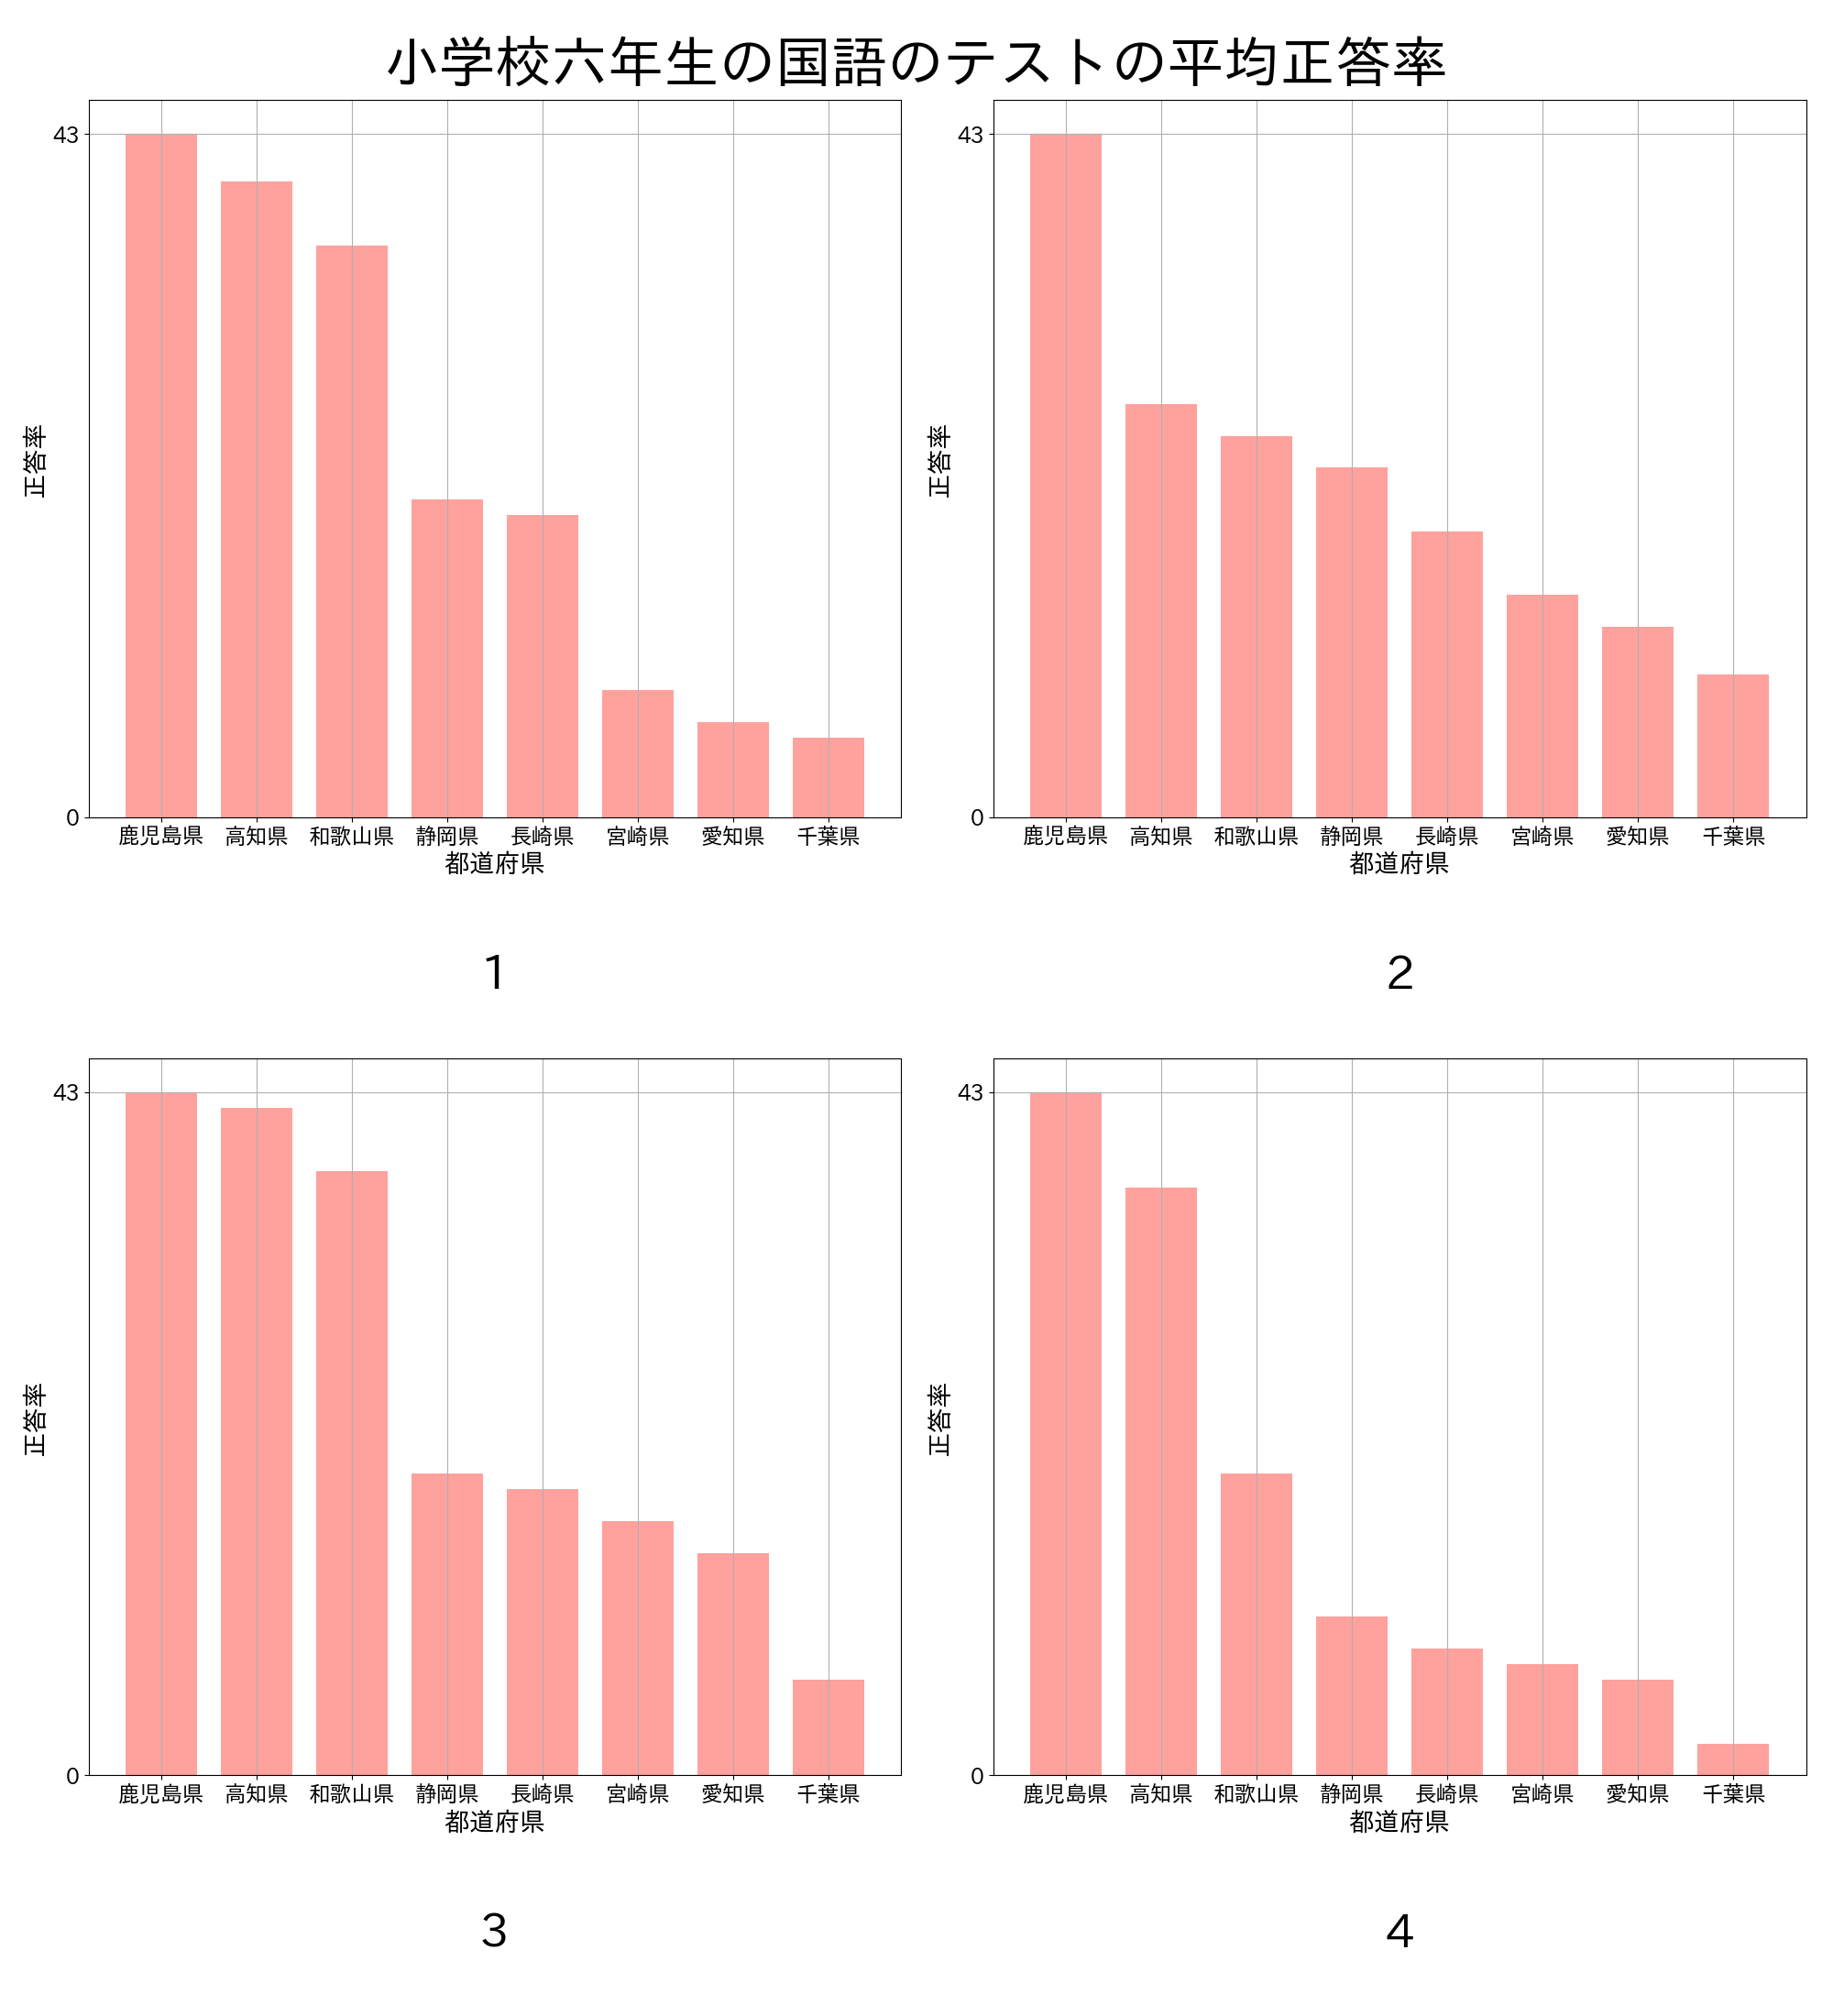 小学校六年生の国語のテストの平均正答率
43
正答率
0
鹿児島県 高知県 和歌山県 静岡県 長崎県 宮崎県 愛知県 千葉県
都道府県
1
43
正答率
0
鹿児島県 高知県 和歌山県 静岡県 長崎県 宮崎県 愛知県 千葉県
都道府県
2
43
正答率
0
鹿児島県 高知県 和歌山県 静岡県 長崎県 宮崎県 愛知県 千葉県
都道府県
3
43
正答率
0
鹿児島県 高知県 和歌山県 静岡県 長崎県 宮崎県 愛知県 千葉県
都道府県
4